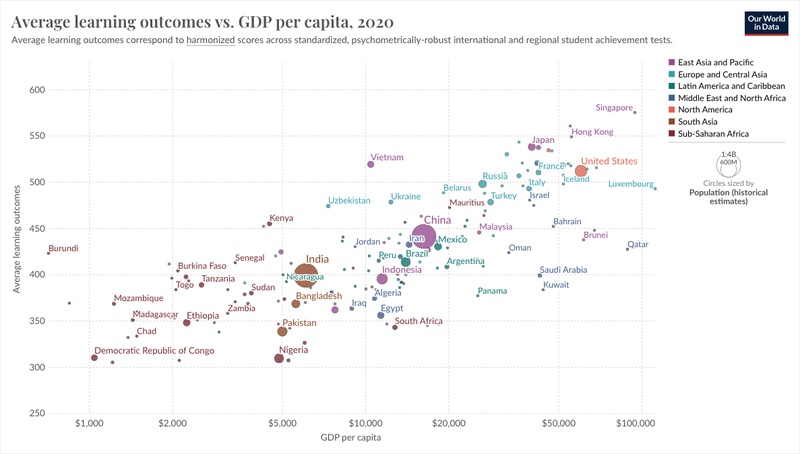 Average learning outcomes vs. GDP per capita, 2020
Average learning outcomes correspond to harmonized scores across standardized, psychometrically-robust international and regional student achievement tests.
Our World
in Data
600
550
500
450
400
350
300
250
Average learning outcomes
$1,000
$2,000
$5,000
$10,000
$20,000
$50,000
$100,000
GDP per capita
Singapore
Hong Kong
Japan
Vietnam
France
United States
Russia
Italy
Iceland
Luxembourg
Belarus
Uzbekistan
Ukraine
Turkey
Israel
Mauritius
Kenya
China
Malaysia
Bahrain
Brunei
Burundi
Jordan
Iran
Mexico
Oman
Qatar
Senegal
India
Peru
Brazil
Argentina
Burkina Faso
Nicaragua
Indonesia
Saudi Arabia
Togo
Tanzania
Sudan
Kuwait
Mozambique
Bangladesh
Algeria
Panama
Zambia
Iraq
Madagascar
Ethiopia
Egypt
Pakistan
South Africa
Chad
Democratic Republic of Congo
Nigeria
East Asia and Pacific
Europe and Central Asia
Latin America and Caribbean
Middle East and North Africa
North America
South Asia
Sub-Saharan Africa
1:4B
600M
Circles sized by
Population (historical
estimates)